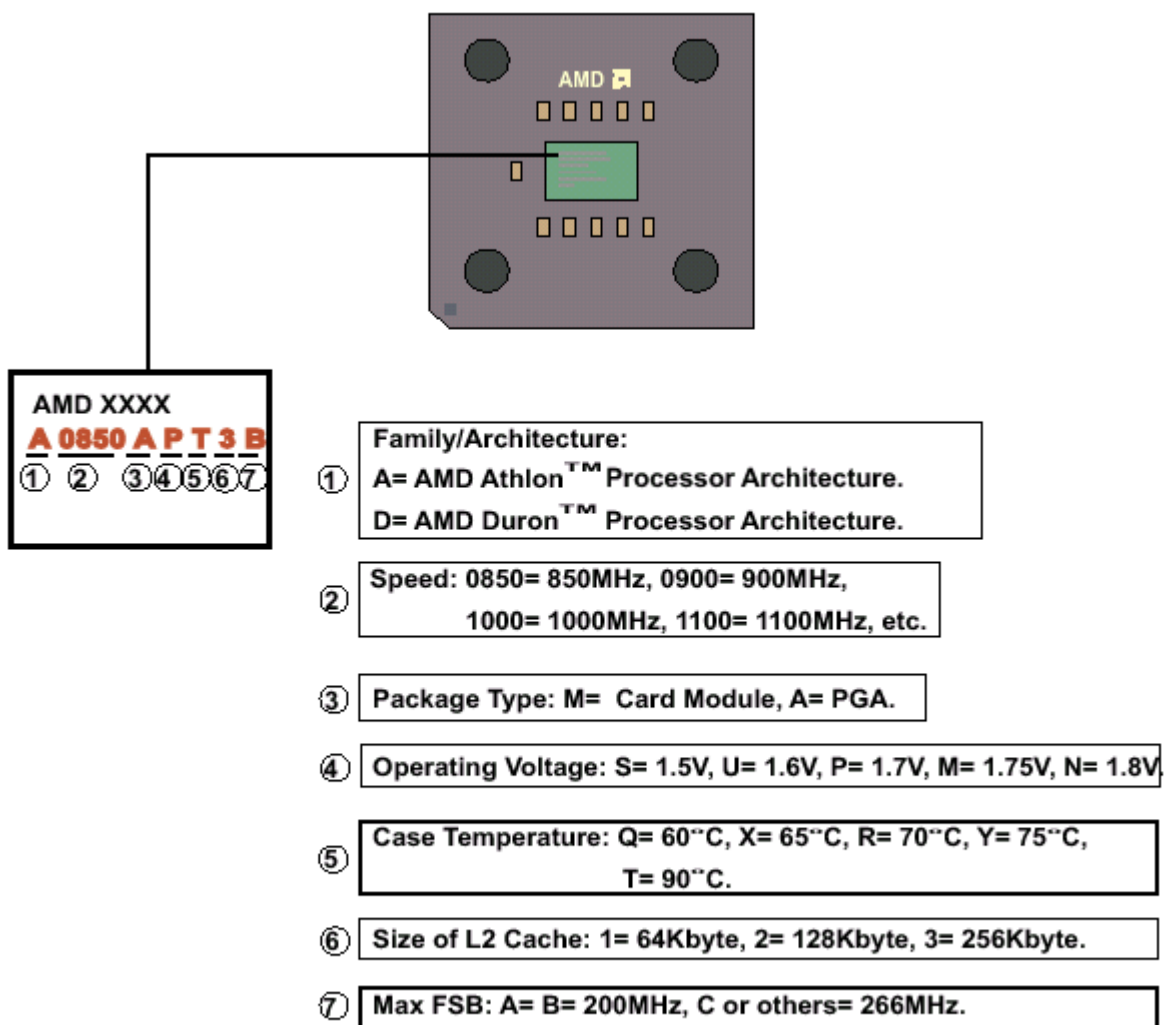 AMD
AMD XXXX
A 0850 A P T 3 B
① ② ③④⑤⑥⑦
① Family/Architecture:
A= AMD Athlon™ Processor Architecture.
D= AMD Duron™ Processor Architecture.
② Speed: 0850= 850MHz, 0900= 900MHz,
1000= 1000MHz, 1100= 1100MHz, etc.
③ Package Type: M= Card Module, A= PGA.
④ Operating Voltage: S= 1.5V, U= 1.6V, P= 1.7V, M= 1.75V, N= 1.8V.
⑤ Case Temperature: Q= 60°C, X= 65°C, R= 70°C, Y= 75°C,
T= 90°C.
⑥ Size of L2 Cache: 1= 64Kbyte, 2= 128Kbyte, 3= 256Kbyte.
⑦ Max FSB: A= B= 200MHz, C or others= 266MHz.